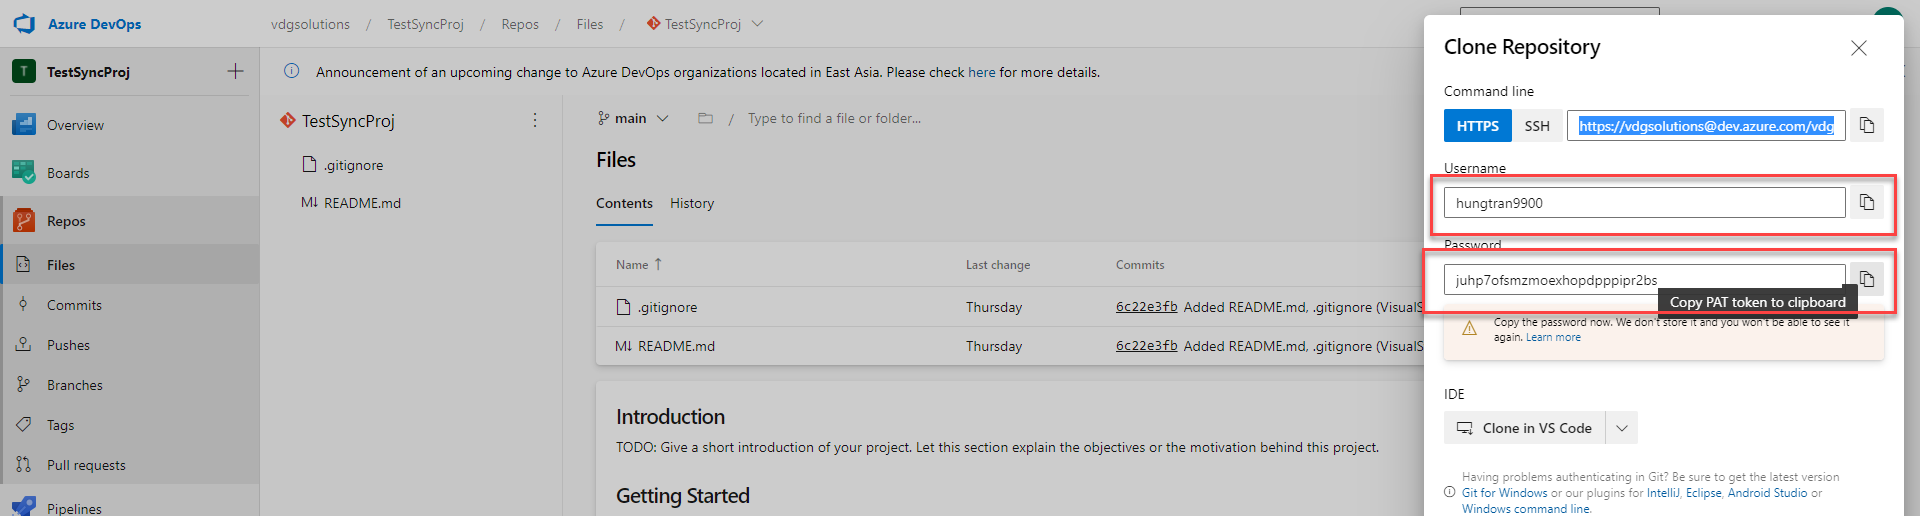 Azure DevOps
vdgsolutions / TestSyncProj / Repos / Files / TestSyncProj
T TestSyncProj
Announcement of an upcoming change to Azure DevOps organizations located in East Asia. Please check here for more details.
Overview
Boards
Repos
Files
Commits
Pushes
Branches
Tags
Pull requests
Pipelines
TestSyncProj
.gitignore
M↓ README.md
main / Type to find a file or folder...
Files
Contents History
Name ↑ Last change Commits
.gitignore Thursday 6c22e3fb Added README.md, .gitignore (VisualS
M↓ README.md Thursday 6c22e3fb Added README.md, .gitignore (VisualS
Introduction
TODO: Give a short introduction of your project. Let this section explain the objectives or the motivation behind this project.
Getting Started
Clone Repository
Command line
HTTPS SSH https://vdgsolutions@dev.azure.com/vdg
Username
hungtran9900
Password
juhp7ofsmzmoexhopdpppipr2bs
Copy PAT token to clipboard
Copy the password now. We don't store it and you won't be able to see it
again. Learn more
IDE
Clone in VS Code
Having problems authenticating in Git? Be sure to get the latest version
Git for Windows or our plugins for IntelliJ, Eclipse, Android Studio or
Windows command line.